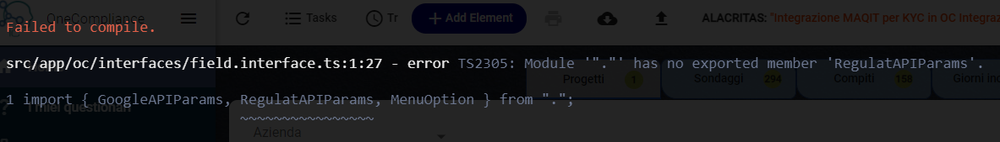 OneCompliance
Tasks
Tr
+ Add Element
ALACRITAS: "Integrazione MAQIT per KYC in OC Integra
Failed to compile.
src/app/oc/interfaces/field.interface.ts:1:27 - error TS2305: Module '"."' has no exported member 'RegulatAPIParams'.
Progetti 1
Sondaggi 294
Compiti 158
Giorni in
1 import { GoogleAPIParams, RegulatAPIParams, MenuOption } from ".";
~~~~~~~~~~~~~~~~
I miei questionari
Azienda